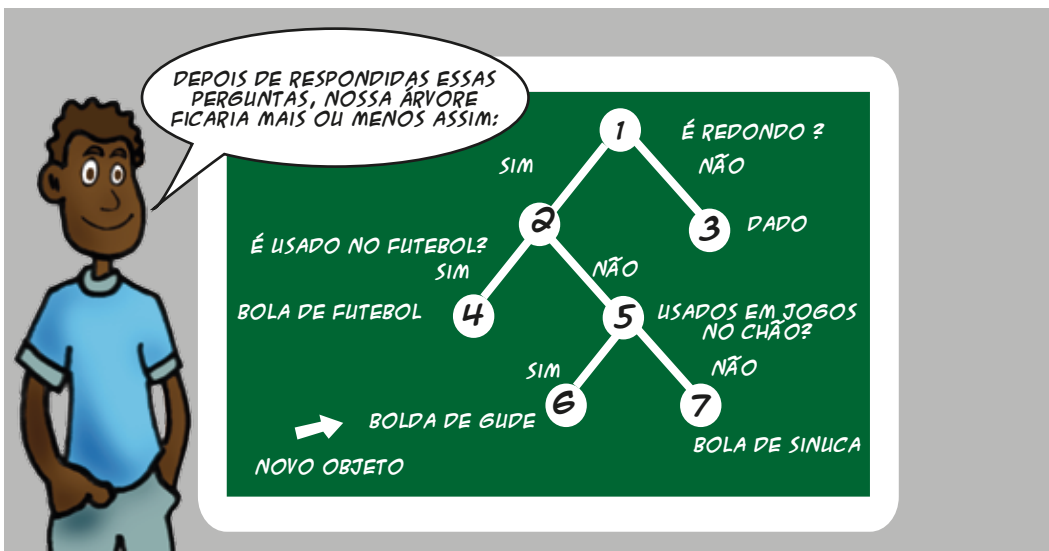 DEPOIS DE RESPONDIDAS ESSAS
PERGUNTAS, NOSSA ÁRVORE
FICARIA MAIS OU MENOS ASSIM:
1
É REDONDO ?
SIM
NÃO
2
3
DADO
É USADO NO FUTEBOL?
SIM
NÃO
BOLA DE FUTEBOL
4
5
USADOS EM JOGOS
NO CHÃO?
SIM
NÃO
BOLDA DE GUDE
6
7
BOLA DE SINUCA
NOVO OBJETO